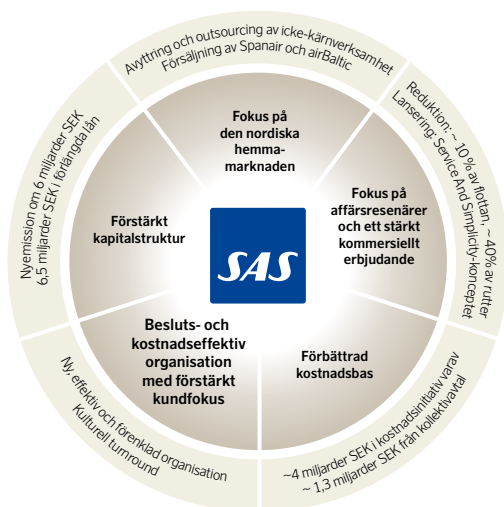 Avyttring och outsourcing av icke-kärnverksamhet
Försäljning av Spanair och airBaltic
Reduktion: ~ 10 % av flottan, ~ 40% av rutter
Lansering: Service And Simplicity-konceptet
~4 miljarder SEK i kostnadsinitiativ varav
~ 1,3 miljarder SEK från kollektivavtal
Ny, effektiv och förenklad organisation
Kulturell turnround
Nyemission om 6 miljarder SEK
6,5 miljarder SEK i förlängda lån
Fokus på
den nordiska
hemma-
marknaden
Fokus på
affärsresenärer
och ett stärkt
kommersiellt
erbjudande
Förbättrad
kostnadsbas
Besluts- och
kostnadseffektiv
organisation
med förstärkt
kundfokus
Förstärkt
kapitalstruktur
SAS